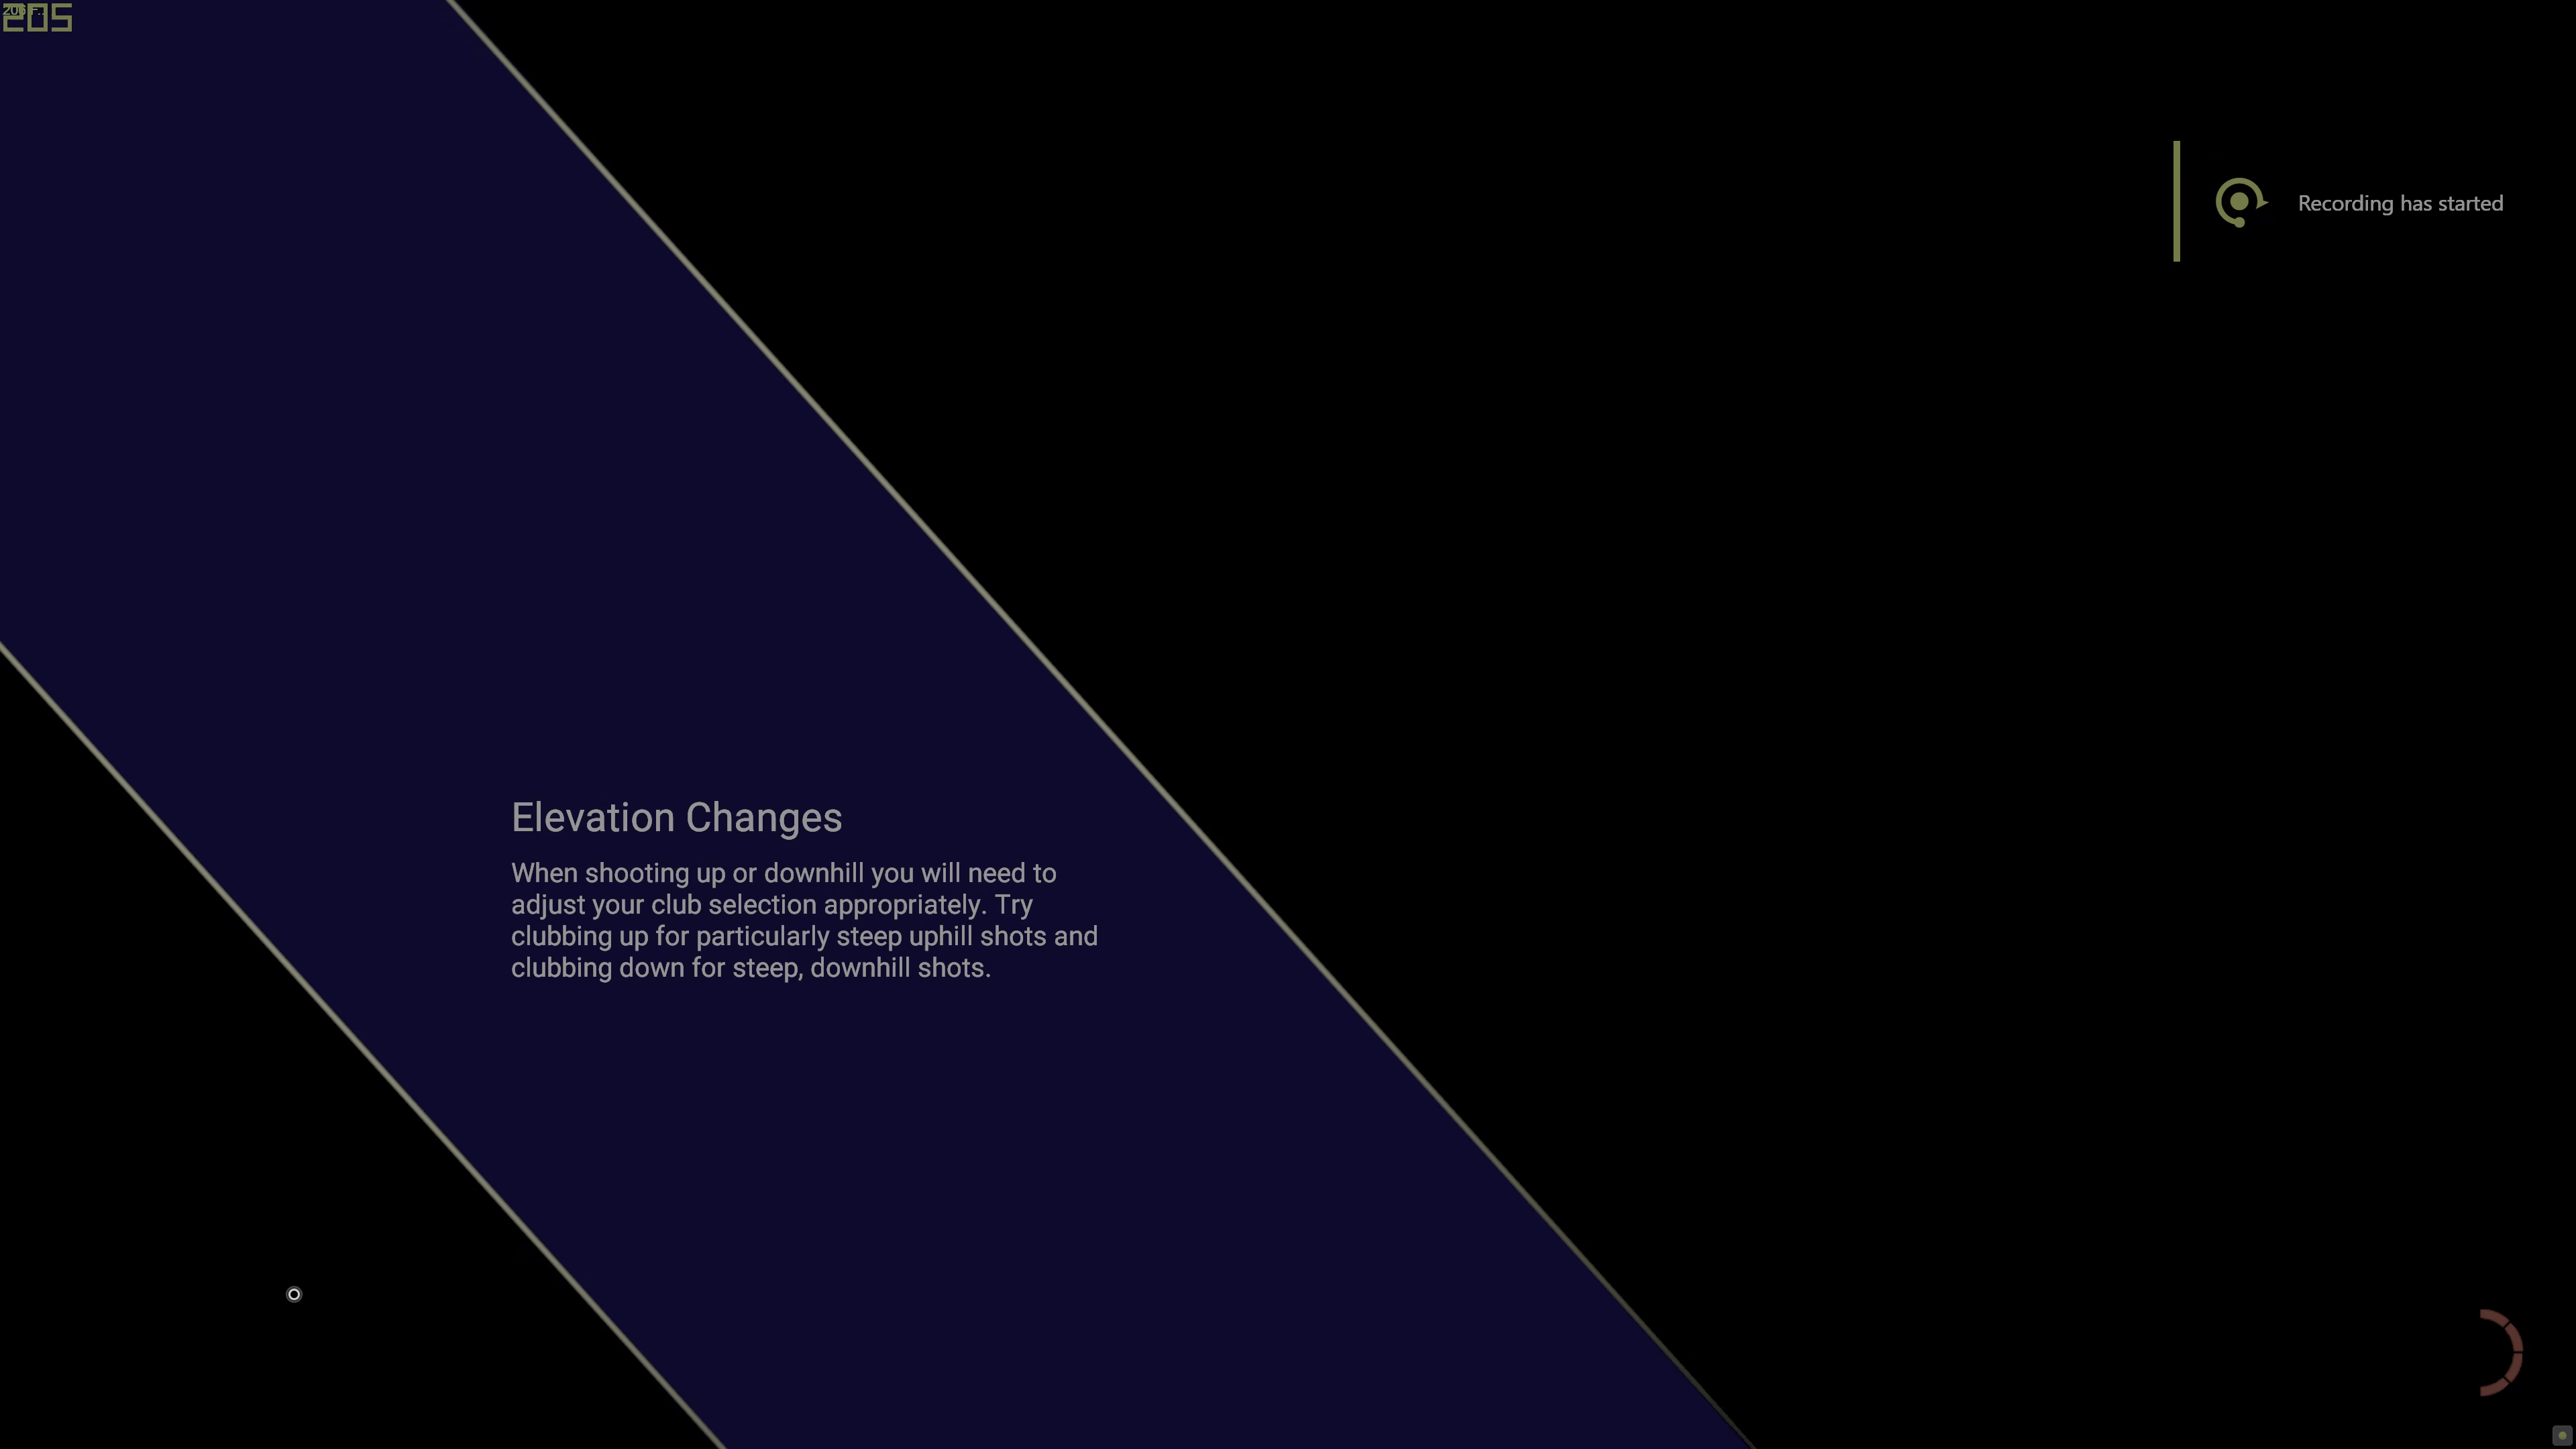 205
Recording has started
Elevation Changes
When shooting up or downhill you will need to
adjust your club selection appropriately. Try
clubbing up for particularly steep uphill shots and
clubbing down for steep, downhill shots.